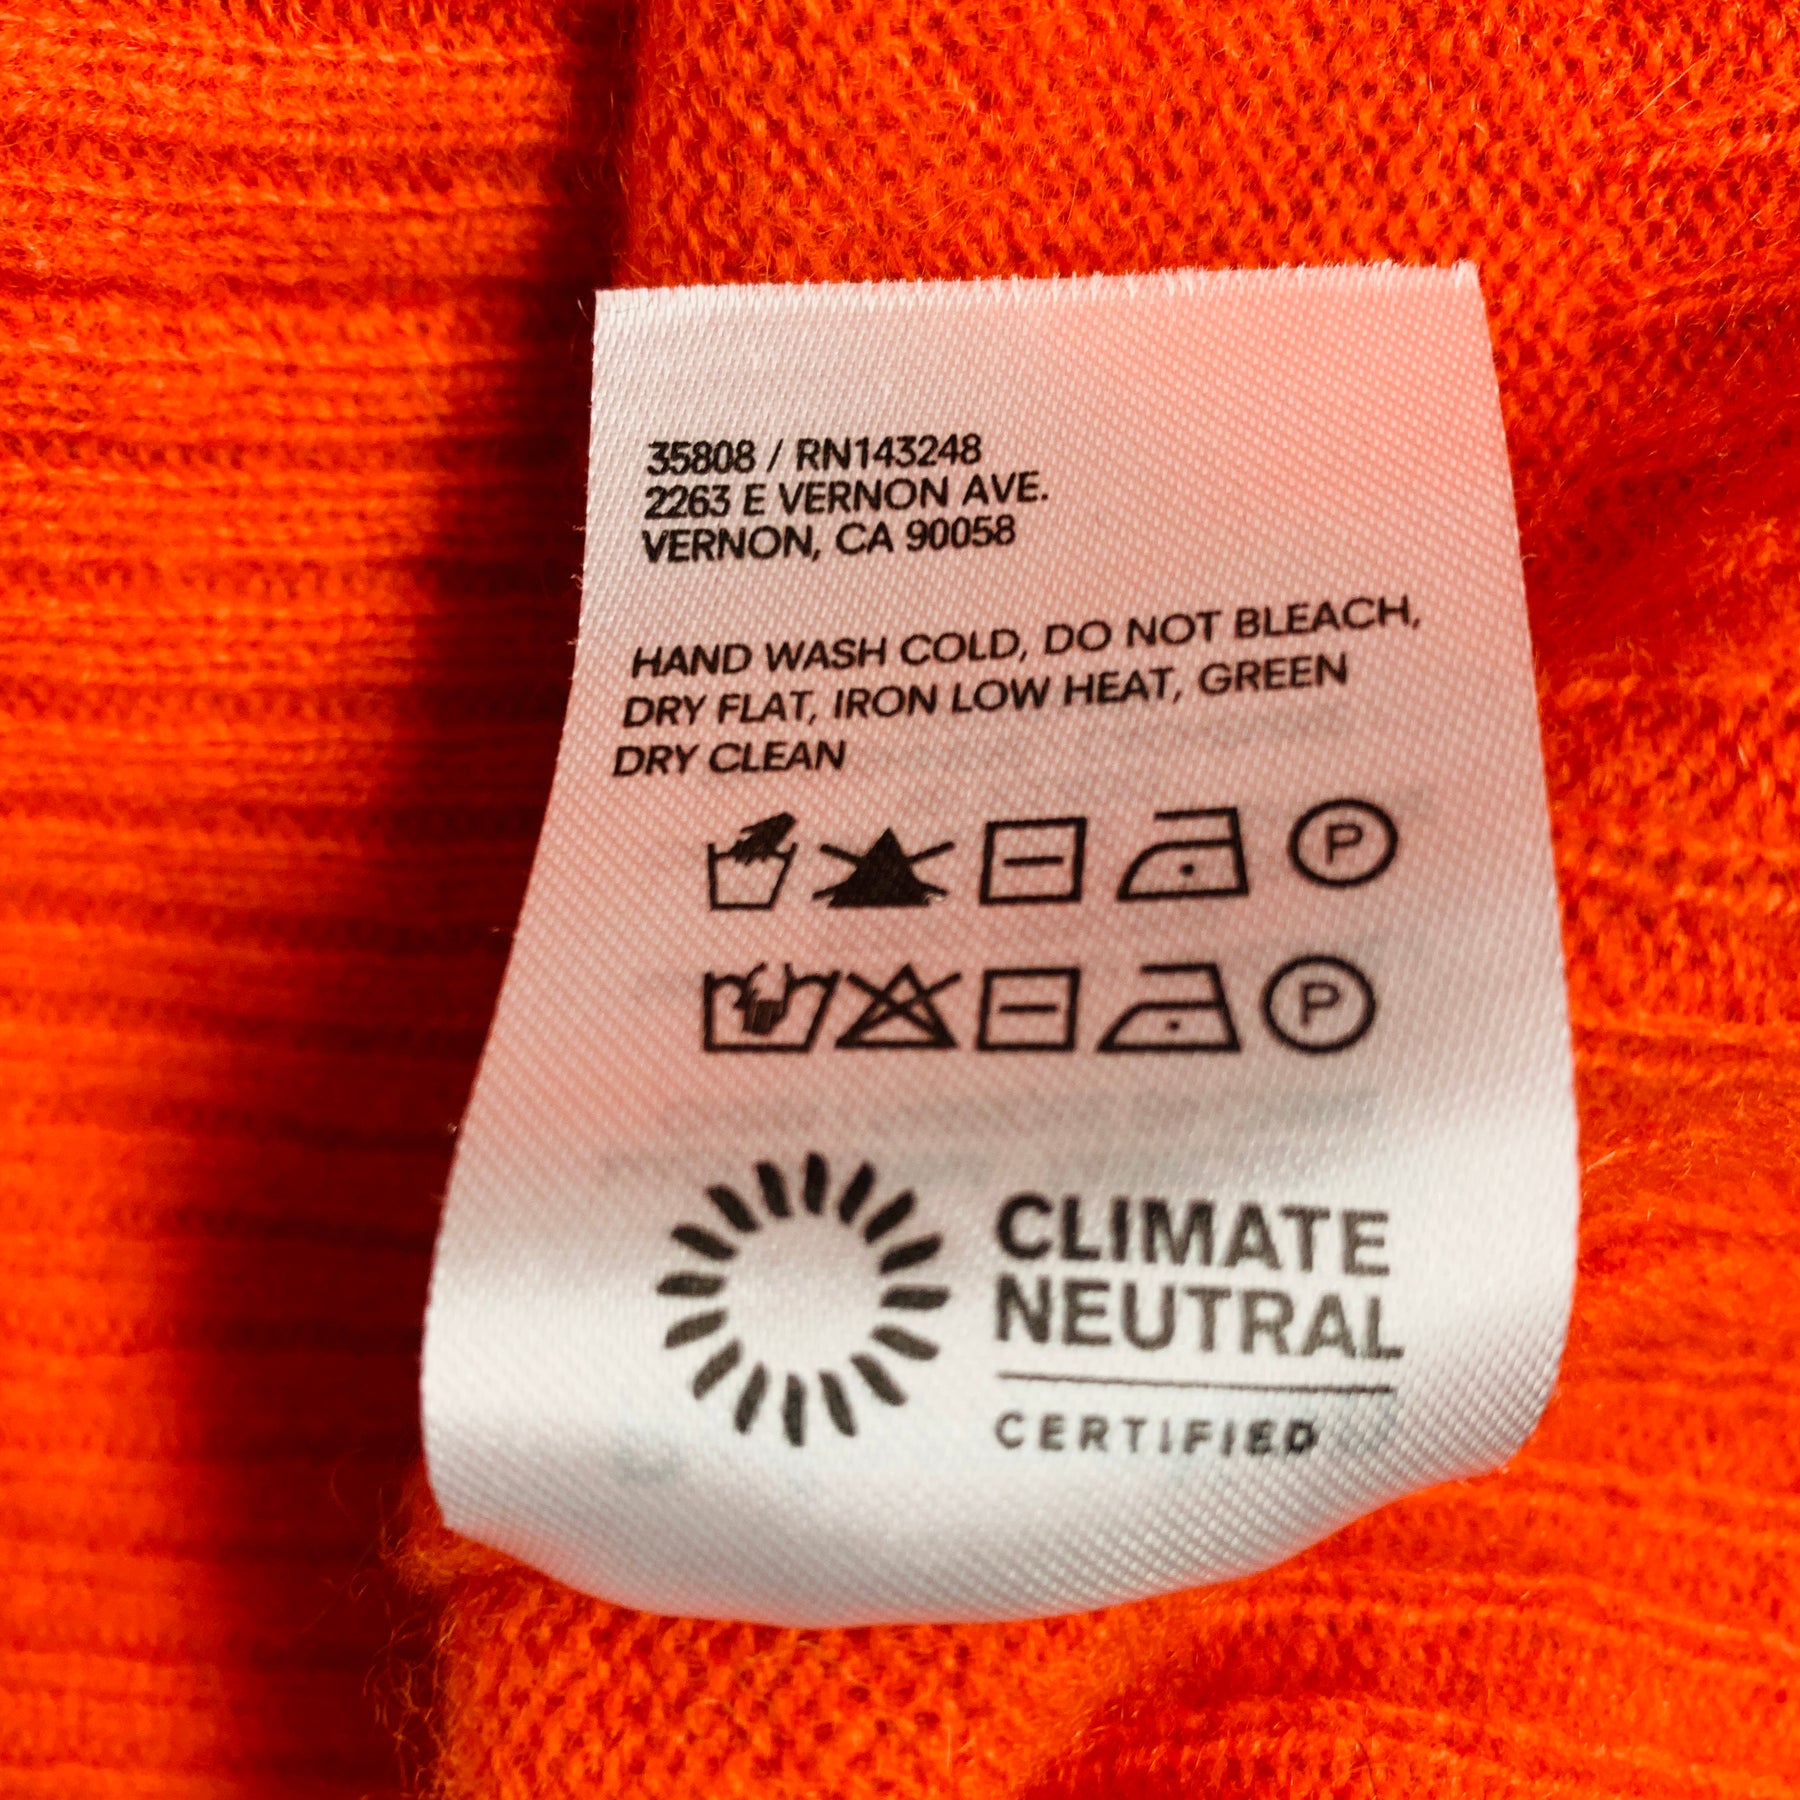 35808 / RN143248
2263 E VERNON AVE.
VERNON, CA 90058
HAND WASH COLD, DO NOT BLEACH,
DRY FLAT, IRON LOW HEAT, GREEN
DRY CLEAN
P
P
CLIMATE
NEUTRAL
CERTIFIED